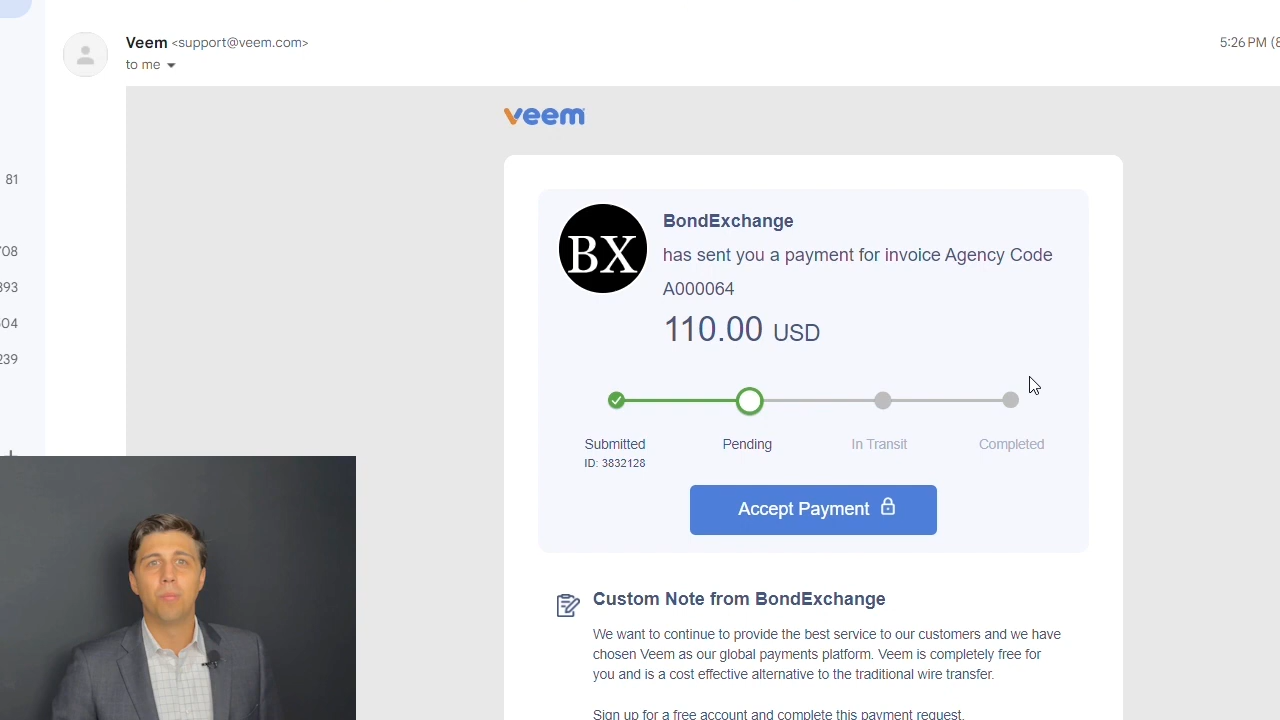 Veem <support@veem.com>
5:26 PM (8
to me
veem
81
BX
BondExchange
has sent you a payment for invoice Agency Code
A000064
110.00 USD
708
393
504
239
Submitted
Pending
In Transit
Completed
ID: 3832128
Accept Payment
Custom Note from BondExchange
We want to continue to provide the best service to our customers and we have
chosen Veem as our global payments platform. Veem is completely free for
you and is a cost effective alternative to the traditional wire transfer.
Sign up for a free account and complete this payment request.